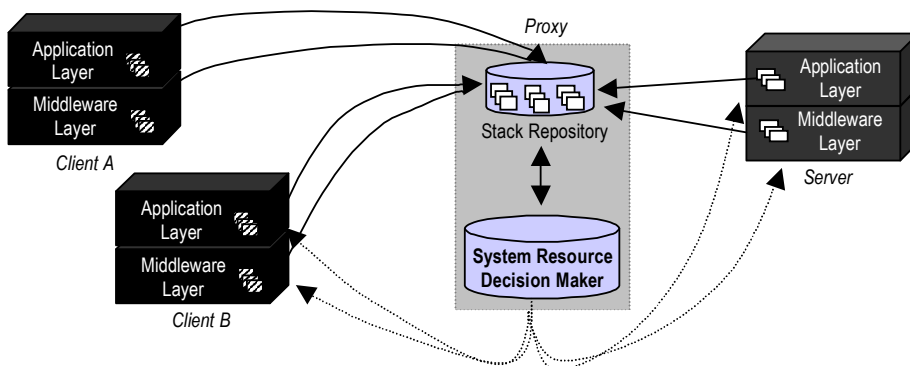 Proxy
Application
Layer
Middleware
Layer
Client A
Stack Repository
Application
Layer
Middleware
Layer
Server
Application
Layer
Middleware
Layer
Client B
System Resource
Decision Maker